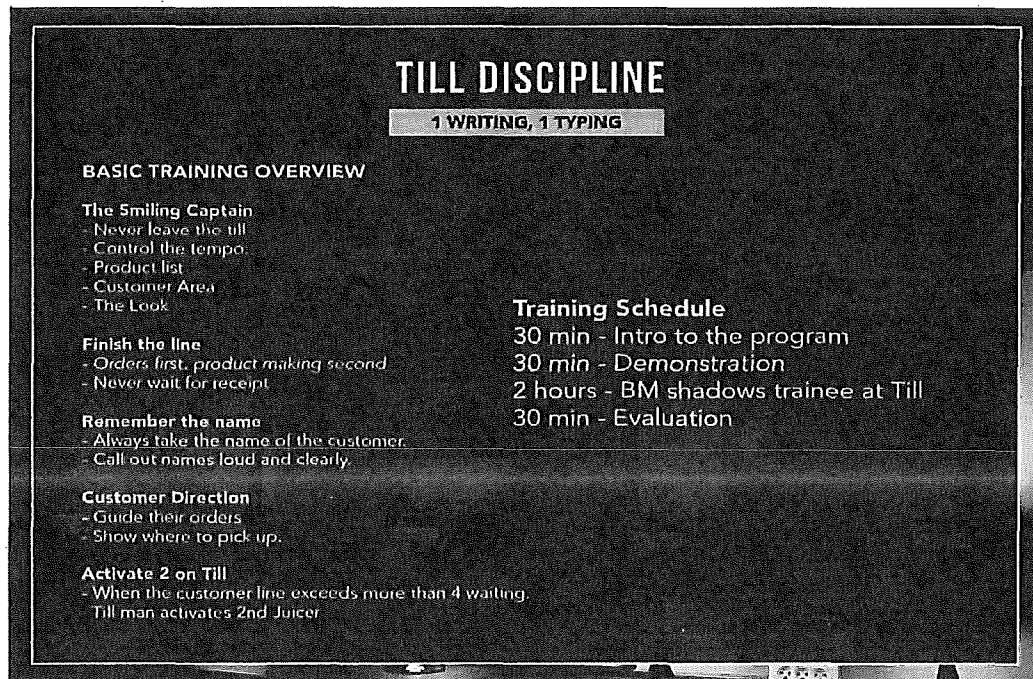 TILL DISCIPLINE
1 WRITING, 1 TYPING
BASIC TRAINING OVERVIEW
The Smiling Captain
- Never leave the till
- Control the tempo.
- Product list
- Customer Area
- The Look
Finish the line
- Orders first, product making second
- Never wait for receipt
Remember the name
- Always take the name of the customer.
- Call out names loud and clearly.
Customer Direction
- Guide their orders
- Show where to pick up.
Activate 2 on Till
- When the customer line exceeds more than 4 waiting.
Till man activates 2nd Juicer
Training Schedule
30 min - Intro to the program
30 min - Demonstration
2 hours - BM shadows trainee at Till
30 min - Evaluation